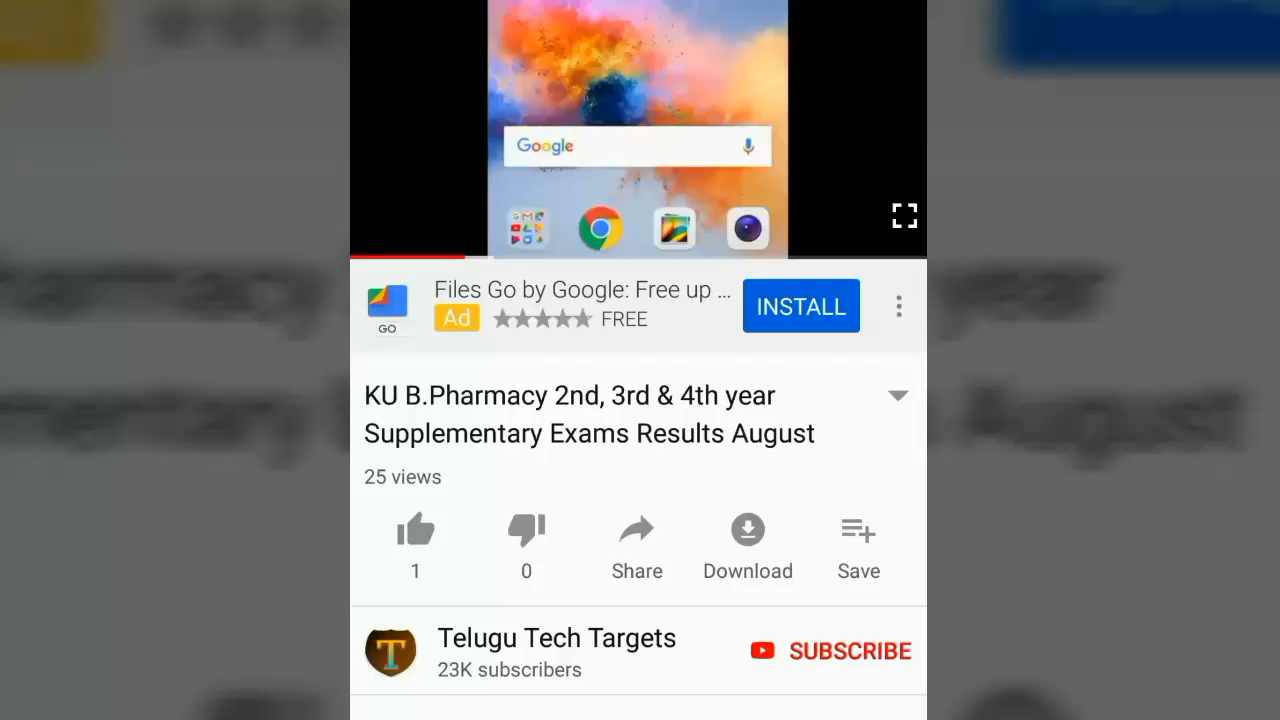 Google
GO
Files Go by Google: Free up ...
Ad
FREE
INSTALL
KU B.Pharmacy 2nd, 3rd & 4th year
Supplementary Exams Results August
25 views
1
0
Share
Download
Save
T
Telugu Tech Targets
23K subscribers
SUBSCRIBE